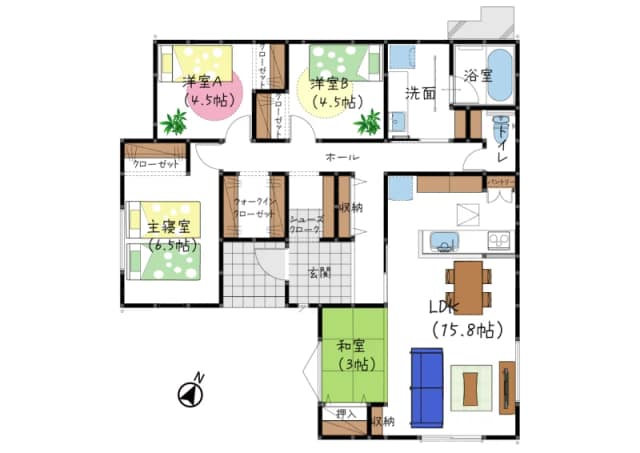 洋室A
(4.5帖)
クローゼット
クローゼット
洋室B
(4.5帖)
洗面
浴室
トイレ
ホール
クローゼット
主寝室
(6.5帖)
ウォークイン
クローゼット
シューズ
クローク
収納
パントリー
玄関
LDK
(15.8帖)
和室
(3帖)
押入
収納
N